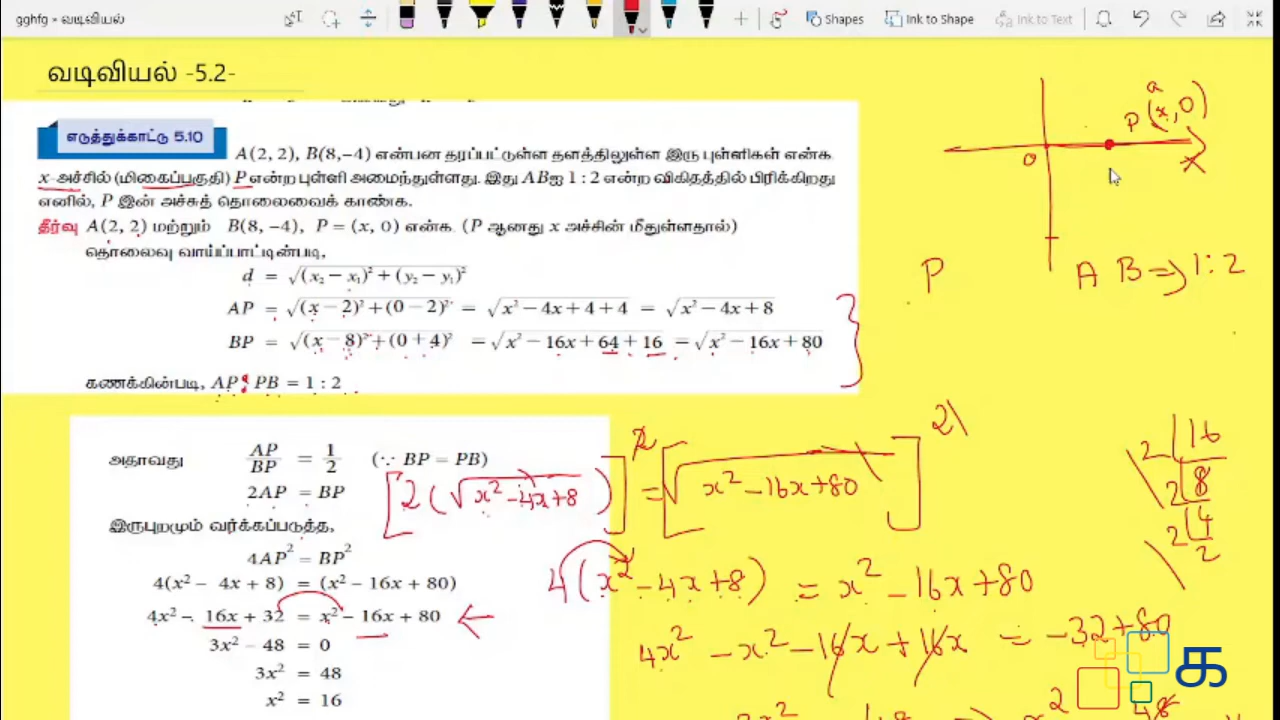 gghfg » வடிவியல்
Shapes Ink to Shape Ink to Text
வடிவியல் -5.2-
எடுத்துக்காட்டு 5.10
A(2, 2), B(8,−4) என்பன தரப்பட்டுள்ள தளத்திலுள்ள இரு புள்ளிகள் என்க
x-அச்சில் (மிகைப்பகுதி) P என்ற புள்ளி அமைந்துள்ளது. இது ABஐ 1 : 2 என்ற விகிதத்தில் பிரிக்கிறது
எனில், P இன் அச்சுத் தொலைவைக் காண்க.
தீர்வு A(2, 2) மற்றும் B(8, −4), P = (x, 0) என்க (P ஆனது x அச்சின் மீதுள்ளதால்)
தொலைவு வாய்ப்பாட்டின்படி,
d = √(x₂ − x₁)² + (y₂ − y₁)²
AP = √(x − 2)² + (0 − 2)² = √x² − 4x + 4 + 4 = √x² − 4x + 8
BP = √(x − 8)² + (0 + 4)² = √x² − 16x + 64 + 16 = √x² − 16x + 80
கணக்கின்படி, AP : PB = 1 : 2
a
P (x, 0)
O
X
P A B => 1:2
அதாவது AP/BP = 1/2 (∵ BP = PB)
2AP = BP
இருபுறமும் வர்க்கப்படுத்த,
4AP² = BP²
4(x² − 4x + 8) = (x² − 16x + 80)
4x² − 16x + 32 = x² − 16x + 80
3x² − 48 = 0
3x² = 48
x² = 16
[2(√x²−4x+8)]² = [√x²−16x+80]²
4(x²−4x+8) = x²−16x+80
4x² − x² − 16x + 16x = −32+80
2 16
2 8
2 4
2
க